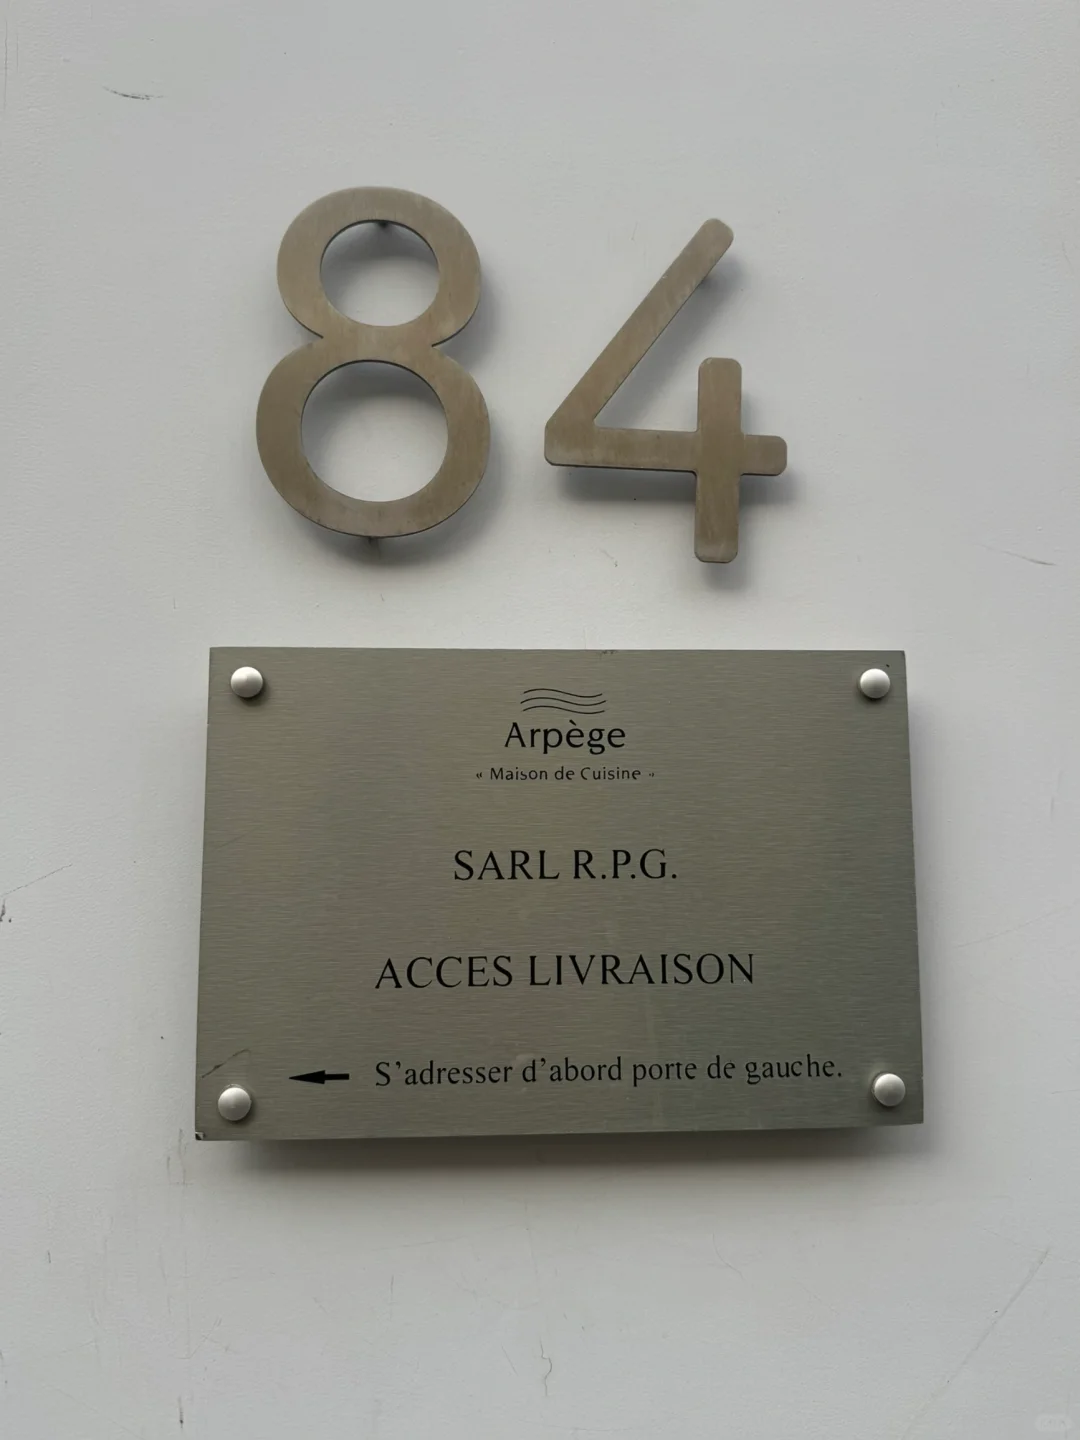 84
Arpège
« Maison de Cuisine »
SARL R.P.G.
ACCES LIVRAISON
S'adresser d'abord porte de gauche.